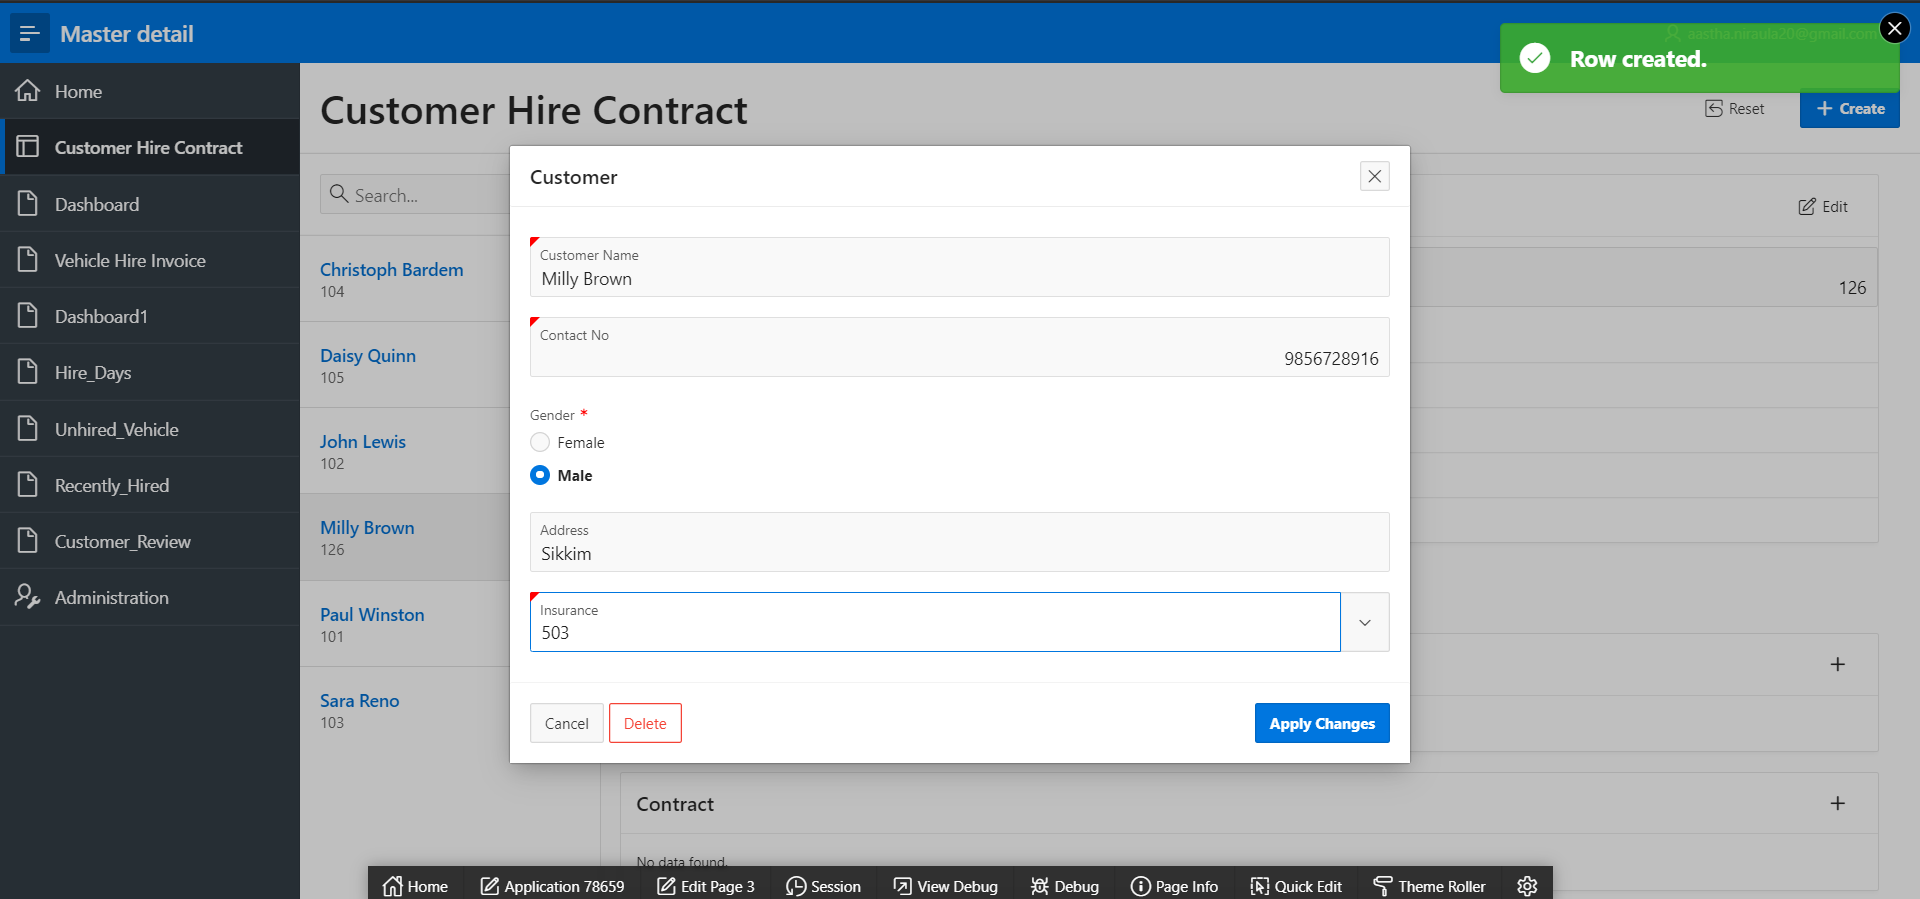 Master detail
aastha.niraula20@gmail.com
Row created.
Home
Customer Hire Contract
Dashboard
Vehicle Hire Invoice
Dashboard1
Hire_Days
Unhired_Vehicle
Recently_Hired
Customer_Review
Administration
Customer Hire Contract
Reset
Create
Search...
Christoph Bardem
104
Daisy Quinn
105
John Lewis
102
Milly Brown
126
Paul Winston
101
Sara Reno
103
Edit
126
Customer
Customer Name
Milly Brown
Contact No
9856728916
Gender *
Female
Male
Address
Sikkim
Insurance
503
Cancel
Delete
Apply Changes
Contract
No data found.
Home
Application 78659
Edit Page 3
Session
View Debug
Debug
Page Info
Quick Edit
Theme Roller